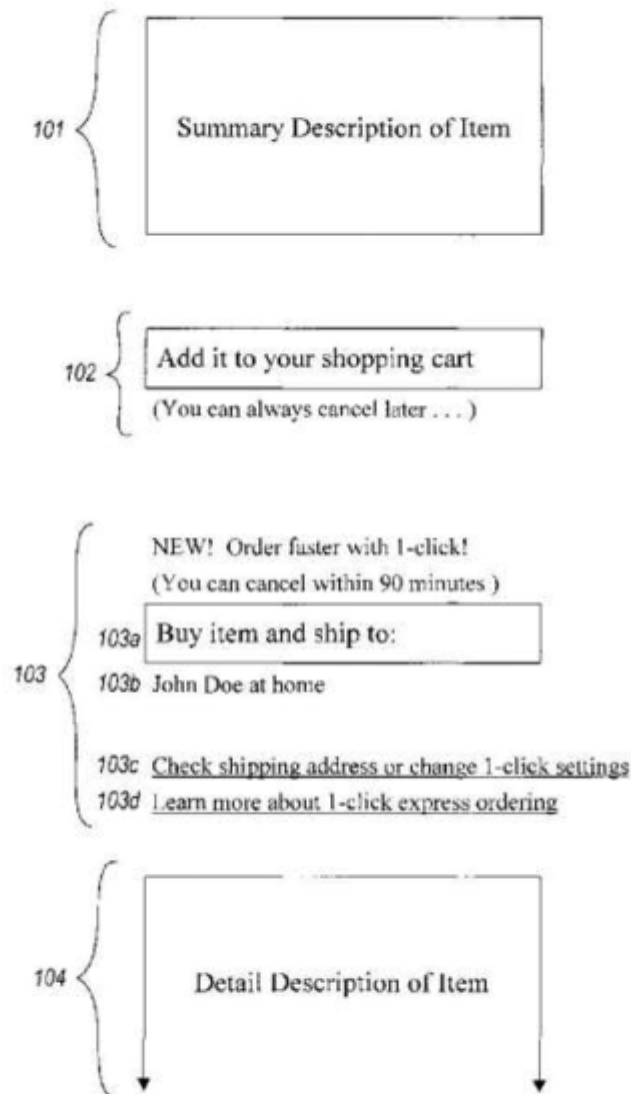 101
Summary Description of Item
102
Add it to your shopping cart
(You can always cancel later . . . )
103
NEW! Order faster with 1-click!
(You can cancel within 90 minutes )
103a Buy item and ship to:
103b John Doe at home
103c Check shipping address or change 1-click settings
103d Learn more about 1-click express ordering
104
Detail Description of Item